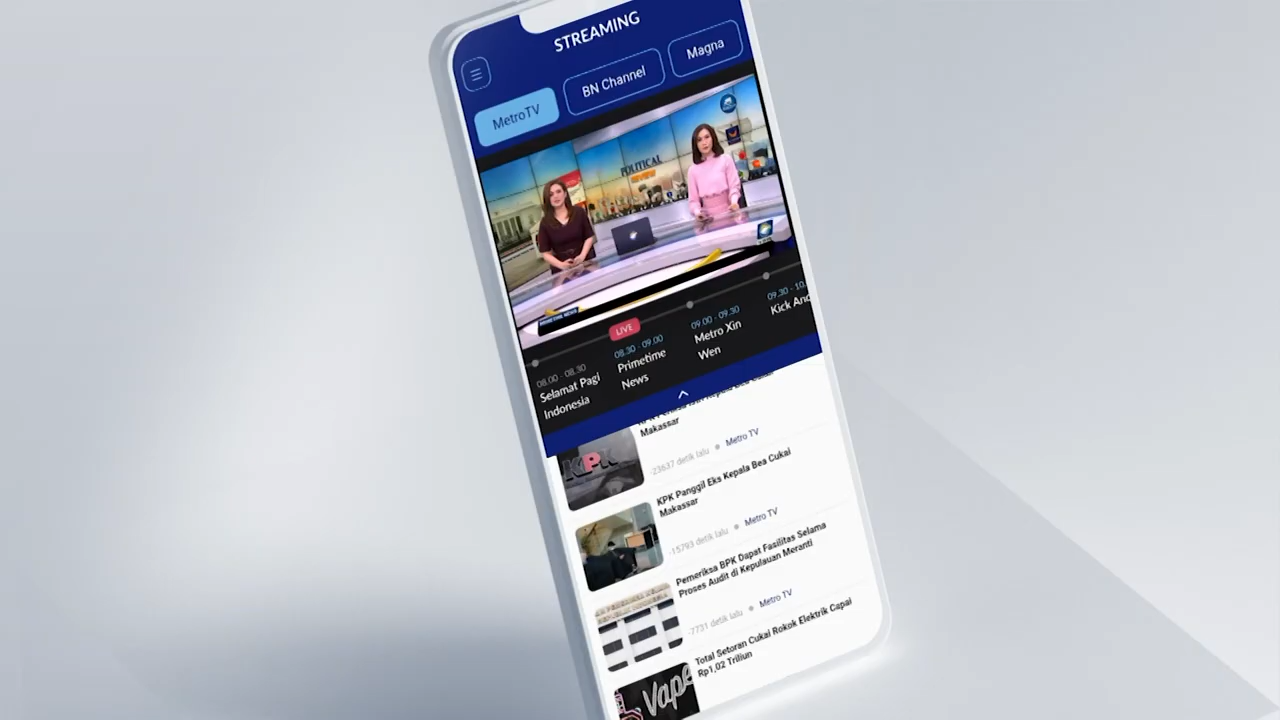 STREAMING
MetroTV
BN Channel
Magna
POLITICAL
REVIEW
PRIMETIME NEWS
LIVE
08.00 - 08.30
Selamat Pagi
Indonesia
08.30 - 09.00
Primetime
News
09.00 - 09.30
Metro Xin
Wen
09.30 - 10.
Kick And
Makassar
-23637 detik lalu
Metro TV
KPK
KPK Panggil Eks Kepala Bea Cukai
Makassar
-15793 detik lalu
Metro TV
Pemeriksa BPK Dapat Fasilitas Selama
Proses Audit di Kepulauan Meranti
-7731 detik lalu
Metro TV
Total Setoran Cukai Rokok Elektrik Capai
Rp1,02 Triliun
Vape